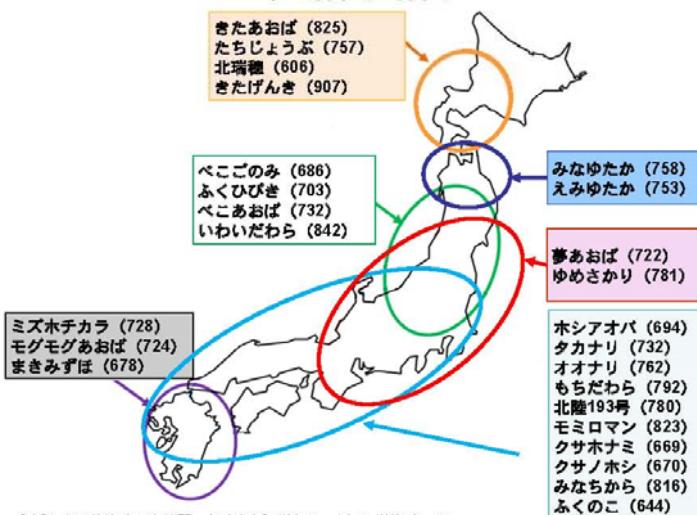 きたあおば (825)
たちじょうぶ (757)
北瑞穂 (606)
きたげんき (907)
べこごのみ (686)
ふくひびき (703)
べこあおば (732)
いわいだわら (842)
みなゆたか (758)
えみゆたか (753)
夢あおば (722)
ゆめさかり (781)
ミズホチカラ (728)
モグモグあおば (724)
まきみずほ (678)
ホシアオバ (694)
タカナリ (732)
オオナリ (762)
もちだわら (792)
北陸193号 (780)
モミロマン (823)
クサホナミ (669)
クサノホシ (670)
みなちから (816)
ふくのこ (644)